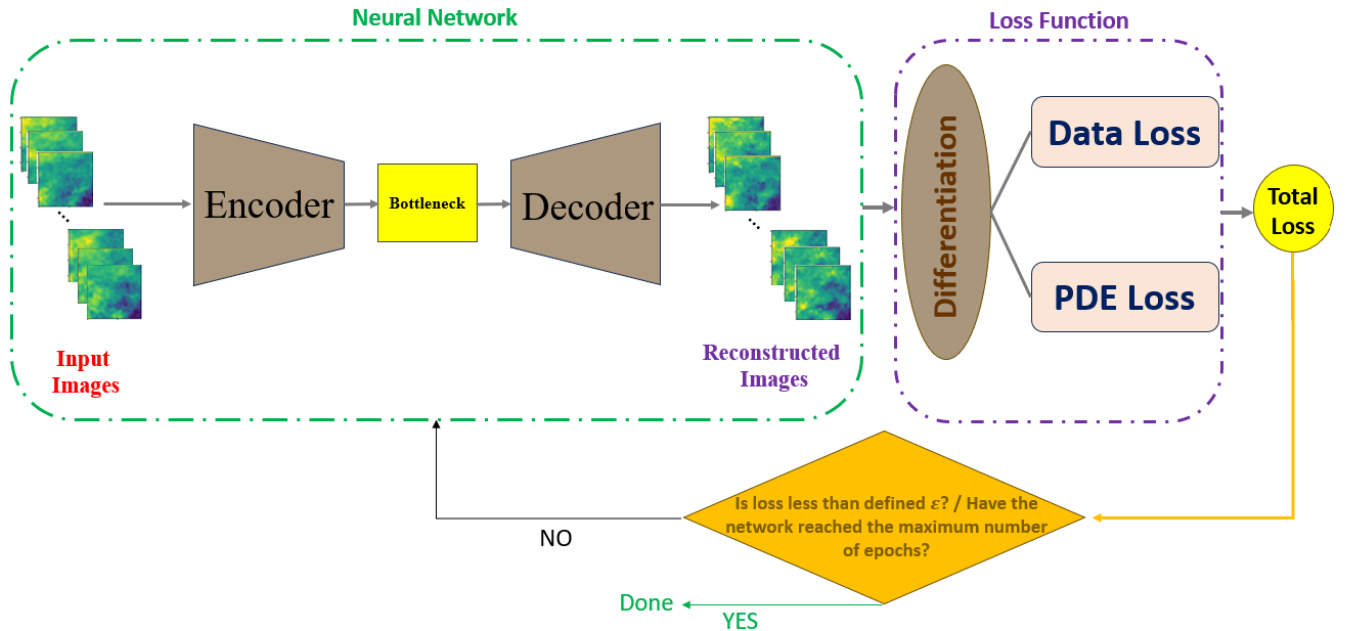 Neural Network
Loss Function
Input
Images
Encoder
Bottleneck
Decoder
Reconstructed
Images
Differentiation
Data Loss
PDE Loss
Total
Loss
Is loss less than defined ε? / Have the
network reached the maximum number
of epochs?
NO
Done
YES